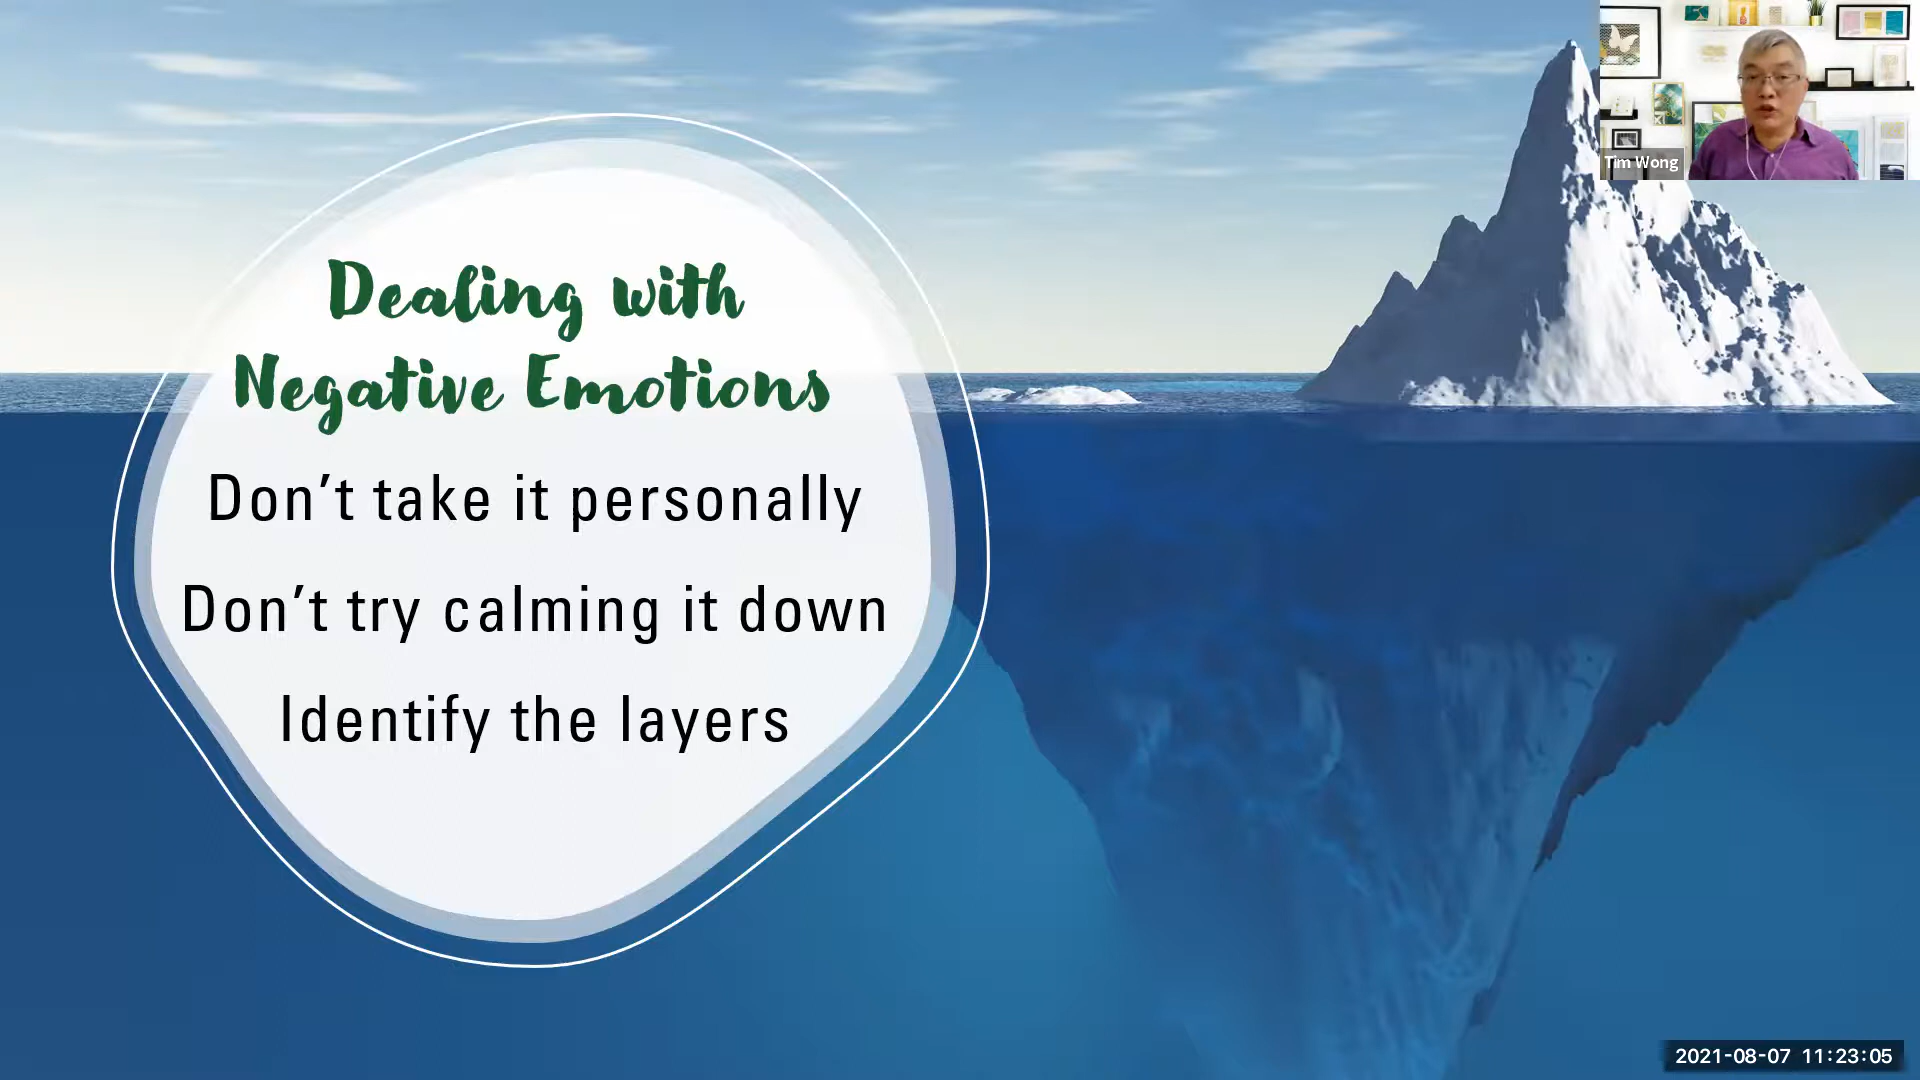 Tim Wong
Dealing with
Negative Emotions
Don’t take it personally
Don’t try calming it down
Identify the layers
2021-08-07 11:23:05